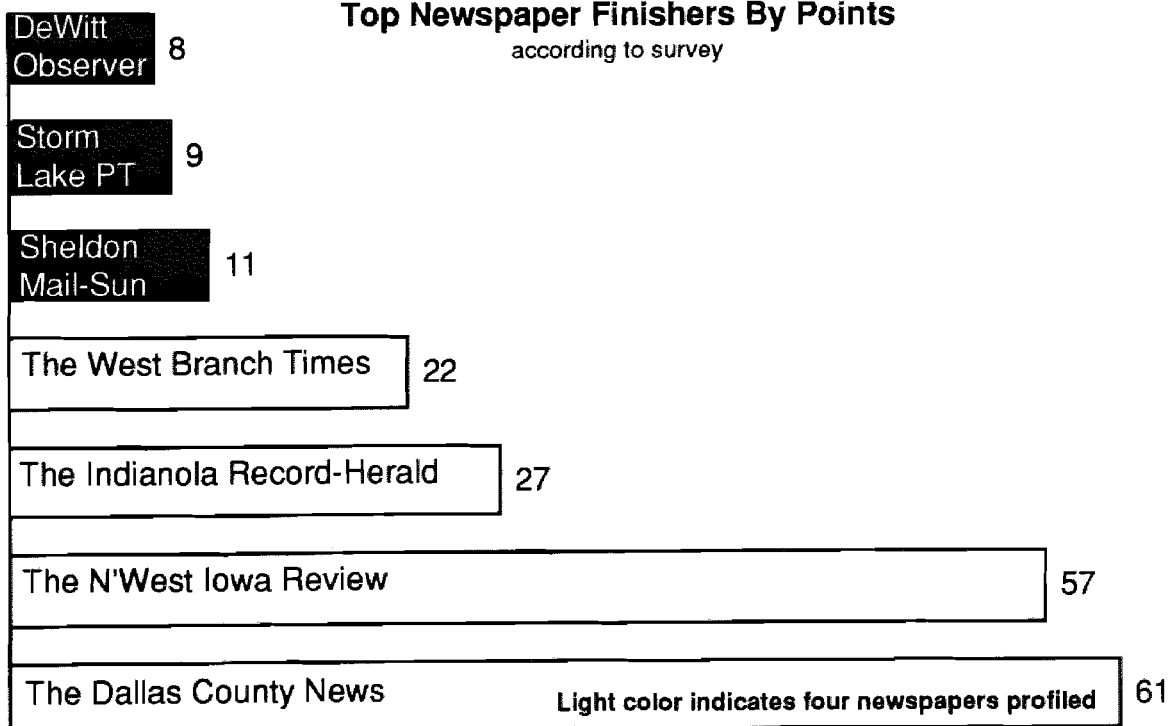 Top Newspaper Finishers By Points
according to survey
DeWitt
Observer
8
Storm
Lake PT
9
Sheldon
Mail-Sun
11
The West Branch Times
22
The Indianola Record-Herald
27
The N'West Iowa Review
57
The Dallas County News
61
Light color indicates four newspapers profiled